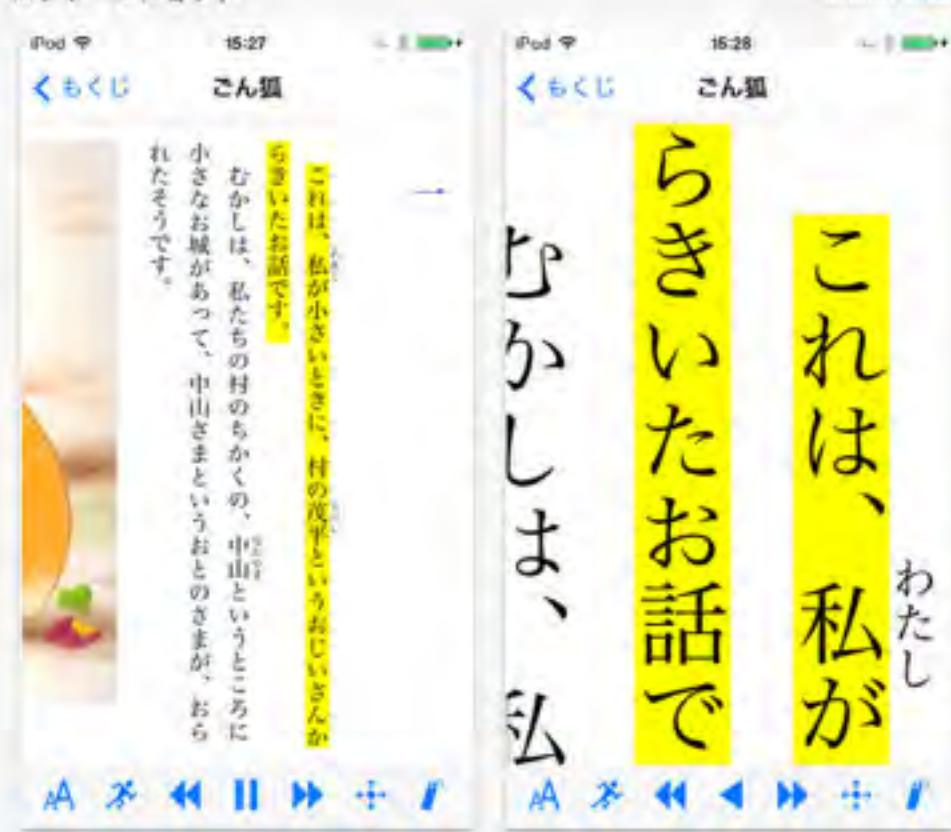 iPod
15:27
もくじ
ごん狐
一
これは、私が小さいときに、村の茂平というおじいさんか
らきいたお話です。
むかしは、私たちの村のちかくの、中山というところに
小さなお城があって、中山さまというおとのさまが、おら
れたそうです。
AA
iPod
15:28
もくじ
ごん狐
わたし
これは、私が
らきいたお話で
むかしは、私
AA